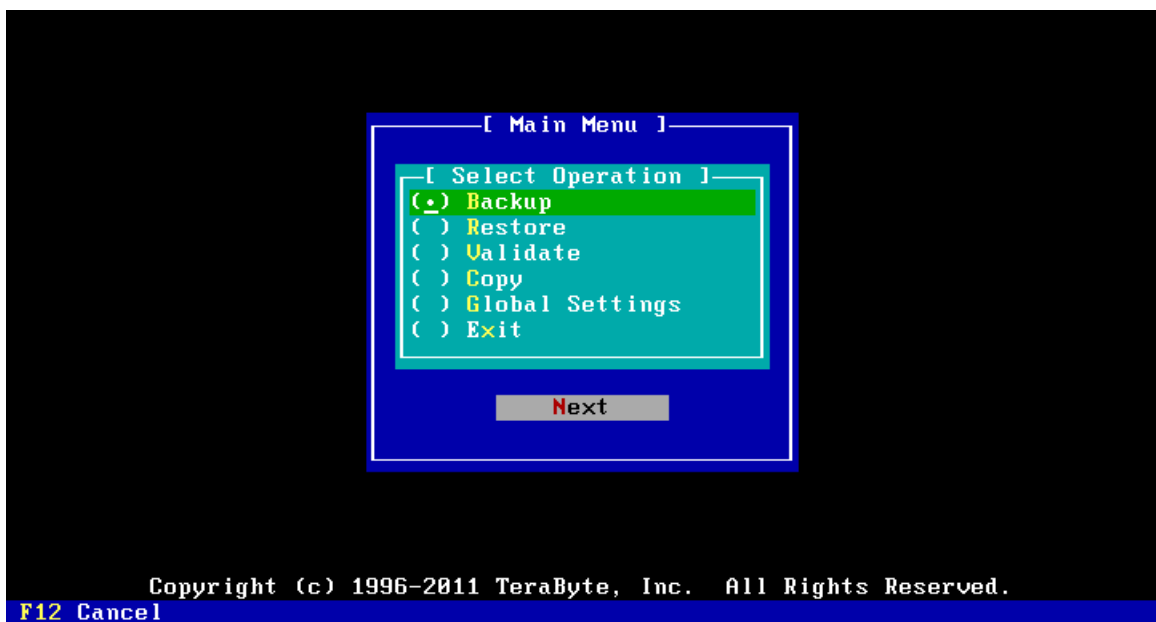 [ Main Menu ]
[ Select Operation ]
(•) Backup
( ) Restore
( ) Validate
( ) Copy
( ) Global Settings
( ) Exit
Next
Copyright (c) 1996-2011 TeraByte, Inc. All Rights Reserved.
F12 Cancel